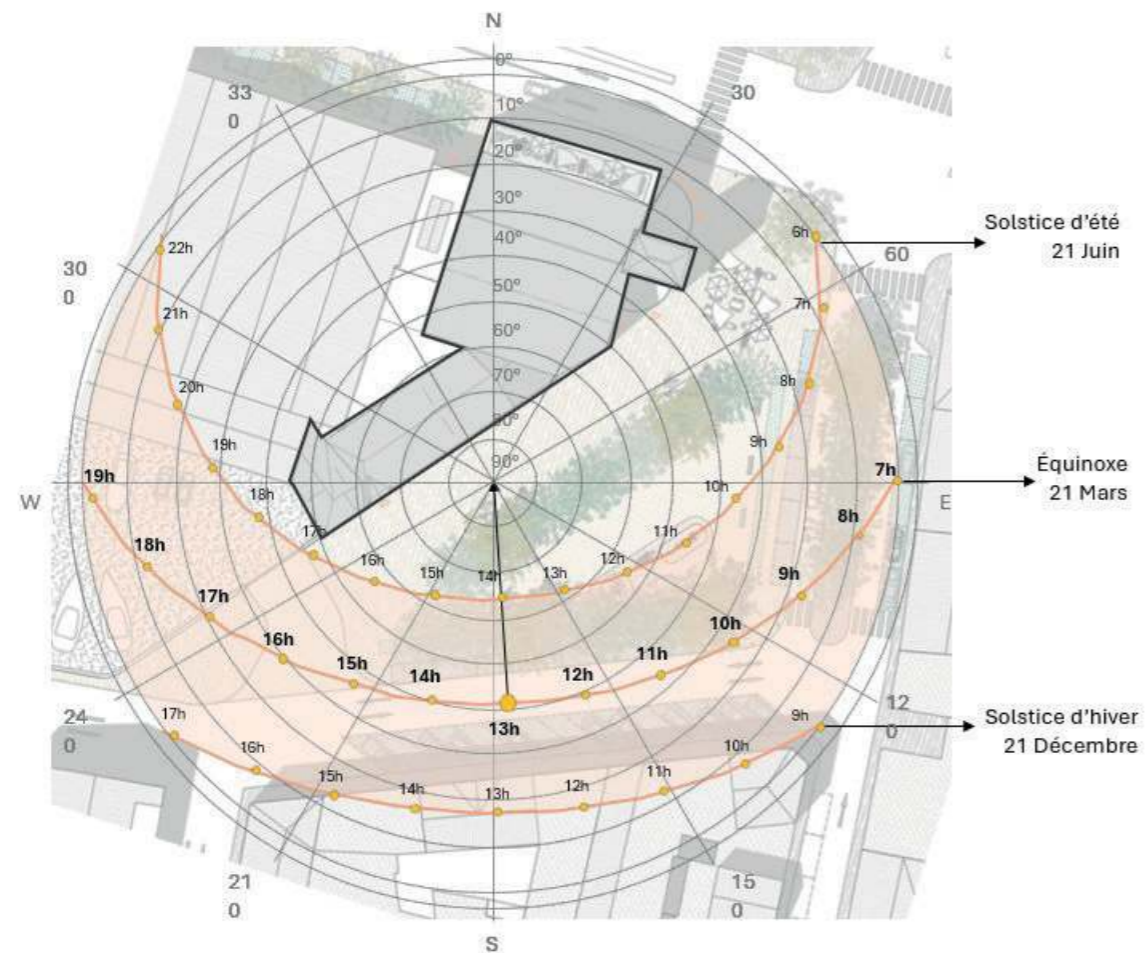 N
0°
10°
20°
30°
40°
50°
60°
70°
80°
90°
33
0
30
30
0
60
W
E
24
0
12
0
21
0
15
0
S
6h
7h
8h
9h
10h
11h
12h
13h
14h
15h
16h
17h
18h
19h
20h
21h
22h
7h
8h
9h
10h
11h
12h
13h
14h
15h
16h
17h
18h
19h
9h
10h
11h
12h
13h
14h
15h
16h
17h
Solstice d'été
21 Juin
Équinoxe
21 Mars
Solstice d'hiver
21 Décembre